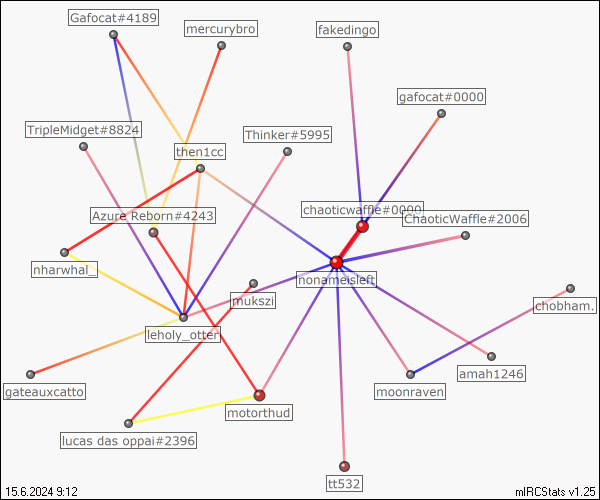 Gafocat#4189
mercurybro
fakedingo
gafocat#0000
TripleMidget#8824
Thinker#5995
then1cc
chaoticwaffle#0000
Azure Reborn#4243
ChaoticWaffle#2006
nharwhal_
nonameisleft
mukszi
chobham.
leholy_otter
amah1246
gateauxcatto
moonraven
motorthud
lucas das oppai#2396
tt532
15.6.2024 9:12
mIRCStats v1.25